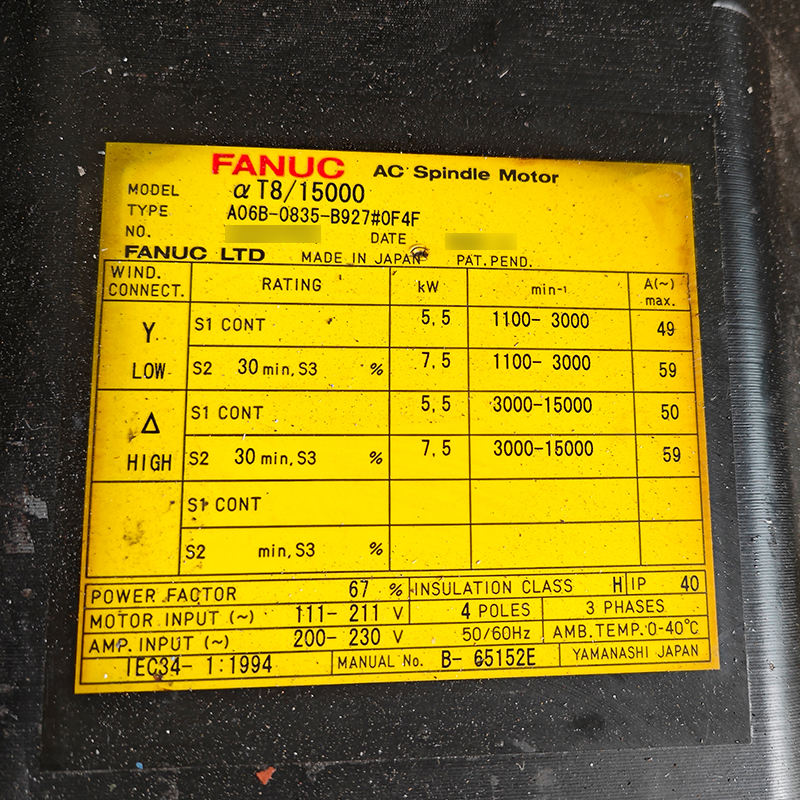 FANUC AC Spindle Motor
MODEL αT8/15000
TYPE A06B-0835-B927#0F4F
NO. DATE
FANUC LTD MADE IN JAPAN PAT.PEND.
WIND. CONNECT. RATING kW min-1 A(~) max.
Y LOW S1 CONT 5,5 1100- 3000 49
S2 30 min, S3 % 7,5 1100- 3000 59
Δ HIGH S1 CONT 5,5 3000-15000 50
S2 30 min, S3 % 7,5 3000-15000 59
S1 CONT
S2 min, S3 %
POWER FACTOR 67 % INSULATION CLASS H IP 40
MOTOR INPUT (~) 111- 211 V 4 POLES 3 PHASES
AMP. INPUT (~) 200- 230 V 50/60Hz AMB.TEMP.0-40°C
IEC34- 1:1994 MANUAL No. B- 65152E YAMANASHI JAPAN